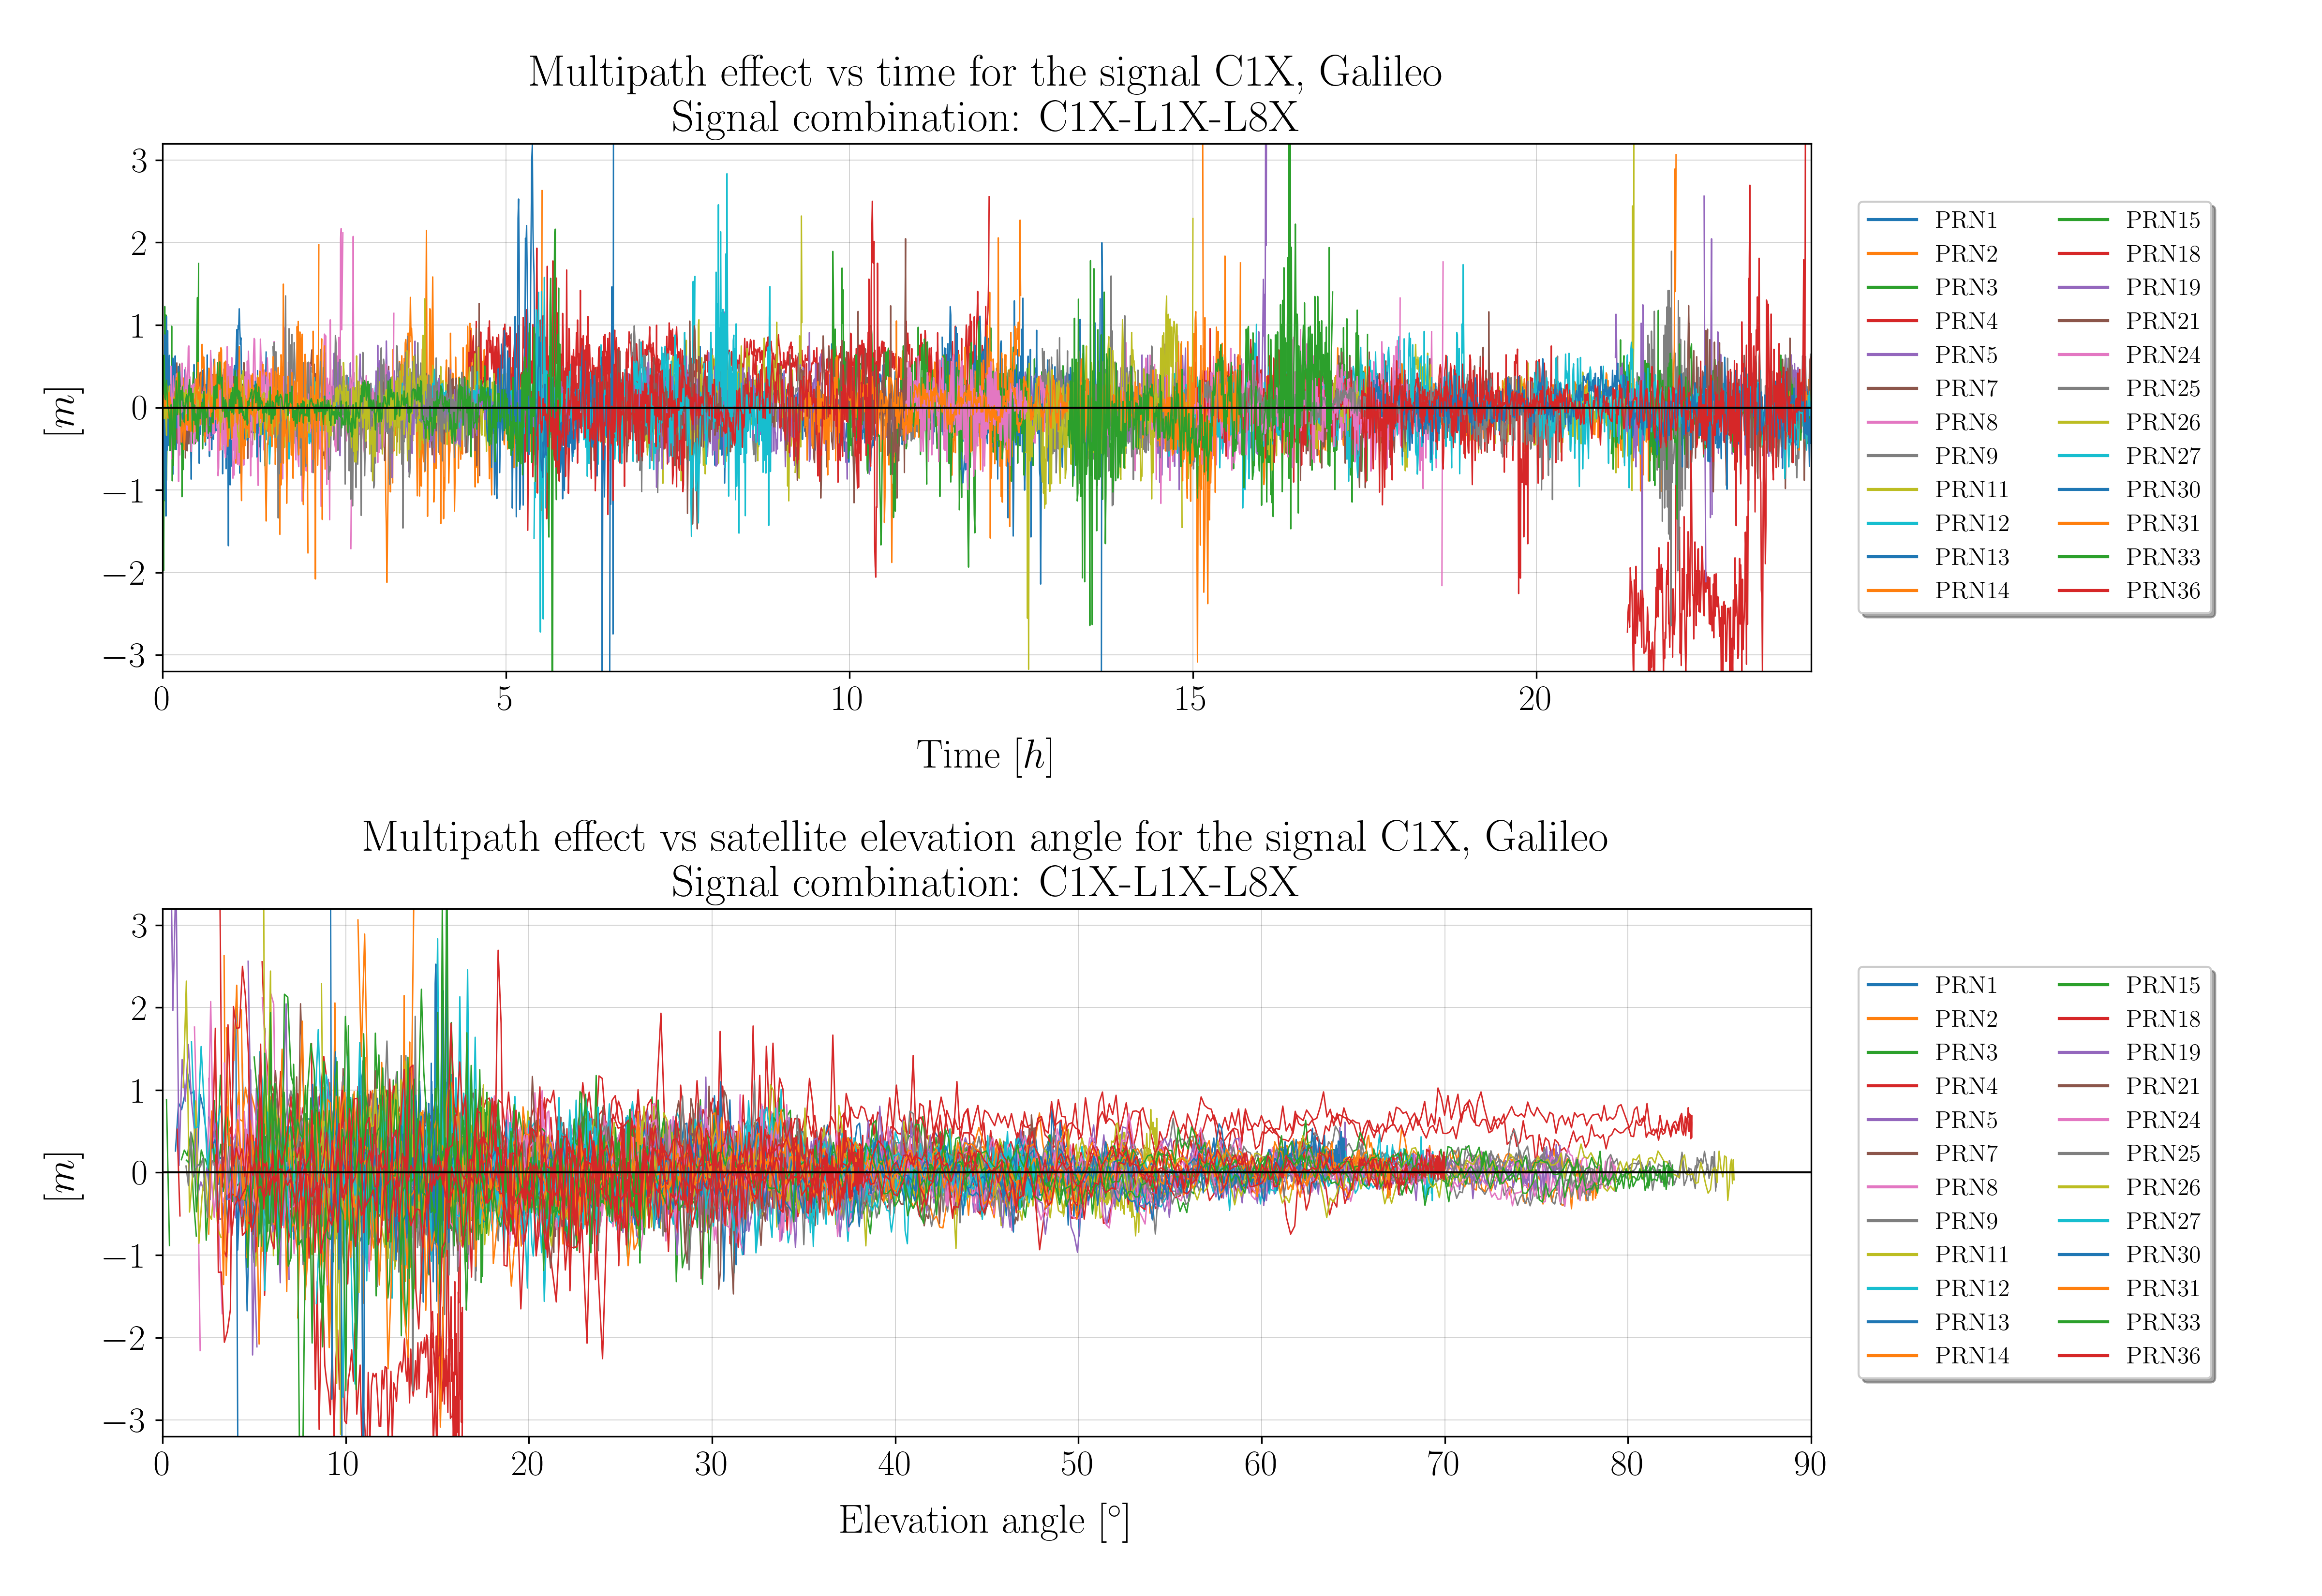 Multipath effect vs time for the signal C1X, Galileo
Signal combination: C1X-L1X-L8X
3
2
1
0
−1
−2
−3
[m]
0 5 10 15 20
Time [h]
PRN1 PRN15
PRN2 PRN18
PRN3 PRN19
PRN4 PRN21
PRN5 PRN24
PRN7 PRN25
PRN8 PRN26
PRN9 PRN27
PRN11 PRN30
PRN12 PRN31
PRN13 PRN33
PRN14 PRN36
Multipath effect vs satellite elevation angle for the signal C1X, Galileo
Signal combination: C1X-L1X-L8X
3
2
1
0
−1
−2
−3
[m]
0 10 20 30 40 50 60 70 80 90
Elevation angle [°]
PRN1 PRN15
PRN2 PRN18
PRN3 PRN19
PRN4 PRN21
PRN5 PRN24
PRN7 PRN25
PRN8 PRN26
PRN9 PRN27
PRN11 PRN30
PRN12 PRN31
PRN13 PRN33
PRN14 PRN36